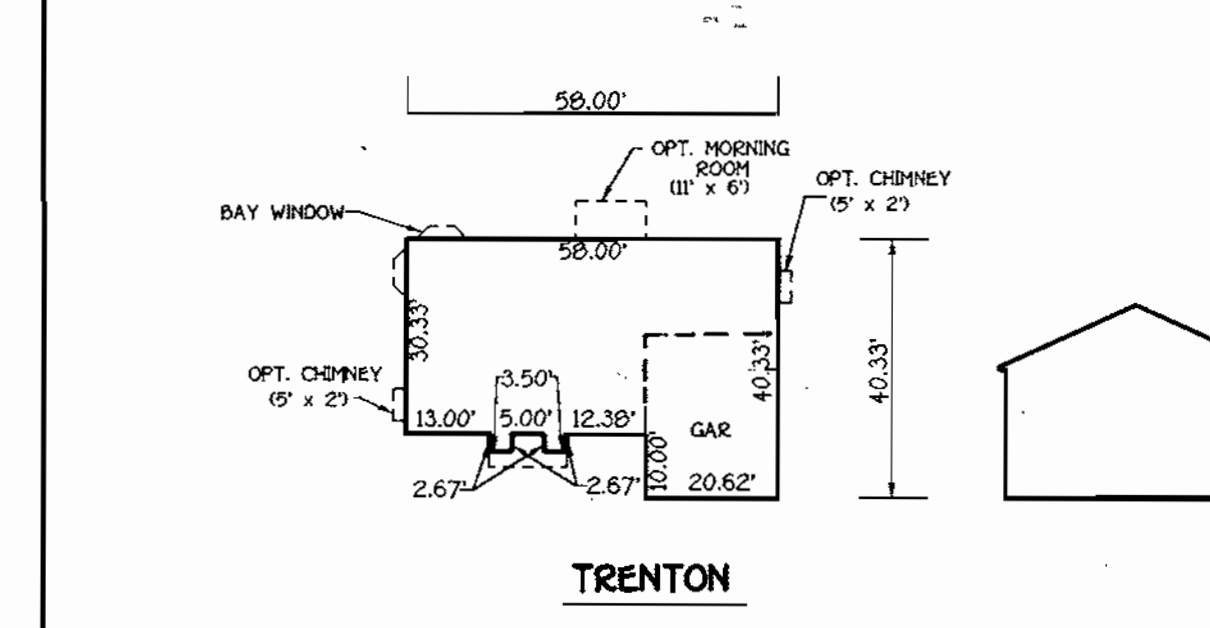 58.00'
OPT. MORNING
ROOM
(11' x 6')
OPT. CHIMNEY
(5' x 2')
BAY WINDOW
58.00'
30.33'
40.33'
40.33'
OPT. CHIMNEY
(5' x 2')
3.50'
13.00'
5.00'
12.38'
GAR
10.00'
20.62'
2.67'
2.67'
TRENTON